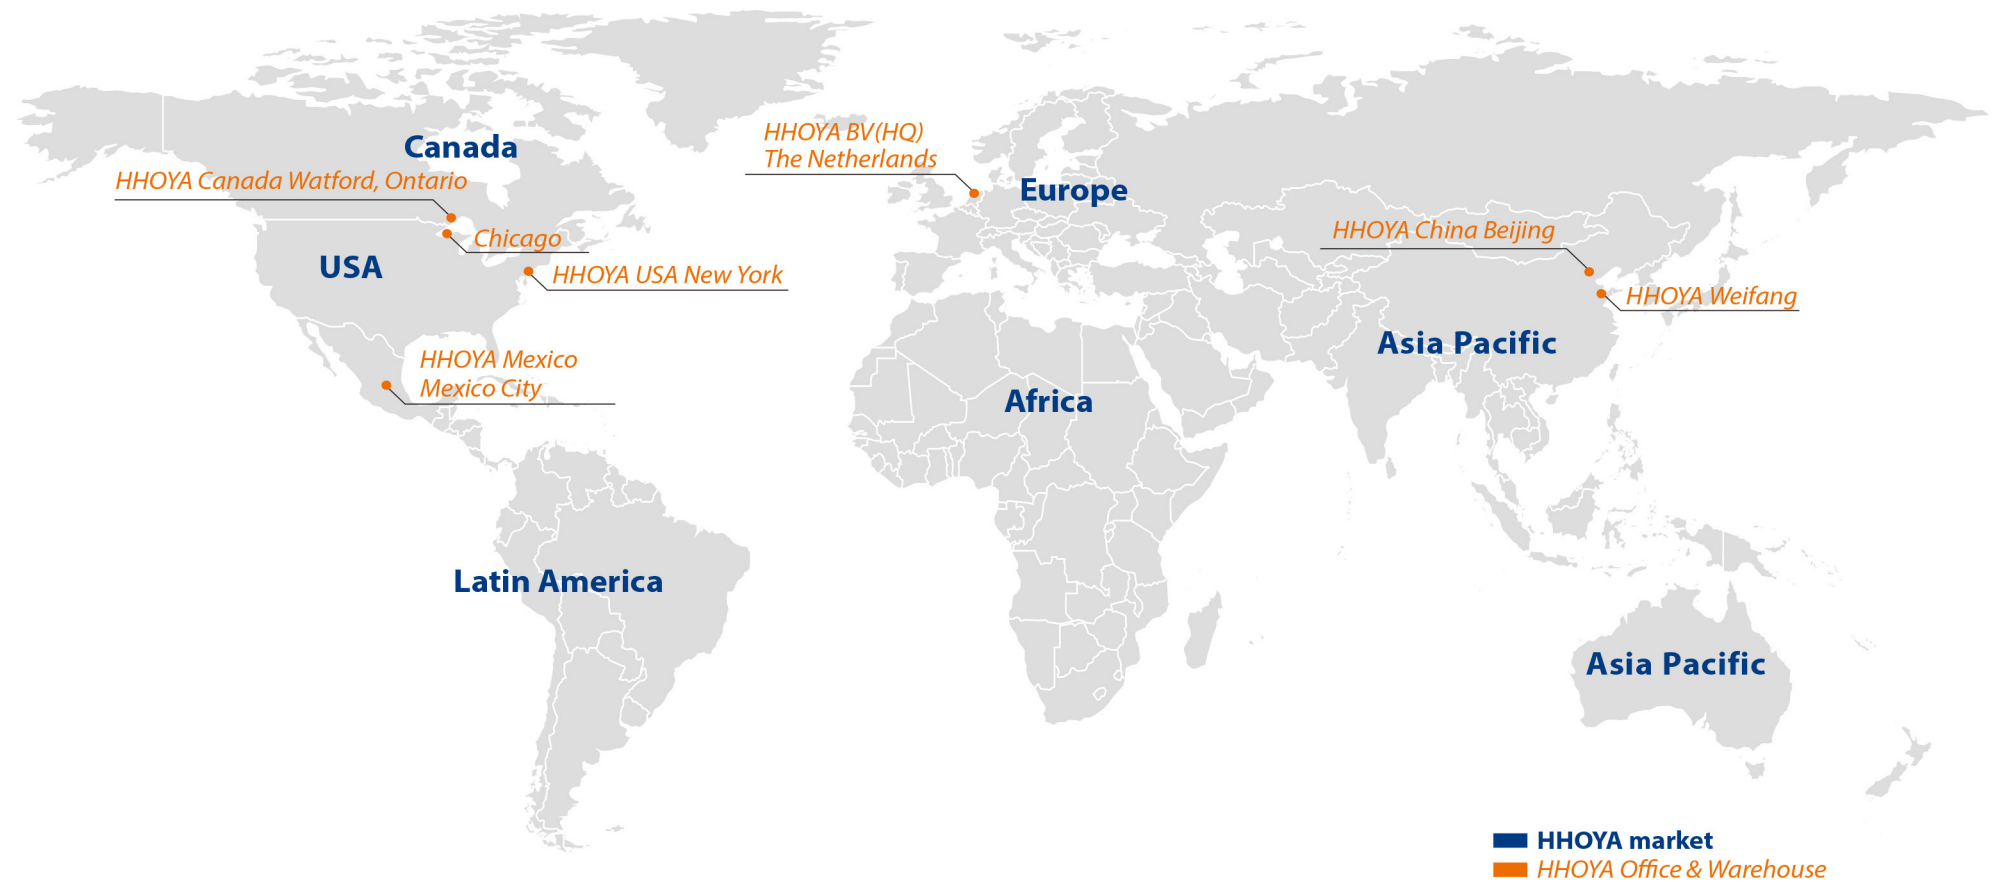 Canada
HHOYA Canada Watford, Ontario
Chicago
USA
HHOYA USA New York
HHOYA Mexico
Mexico City
Latin America
HHOYA BV(HQ)
The Netherlands
Europe
Africa
HHOYA China Beijing
HHOYA Weifang
Asia Pacific
Asia Pacific
HHOYA market
HHOYA Office & Warehouse